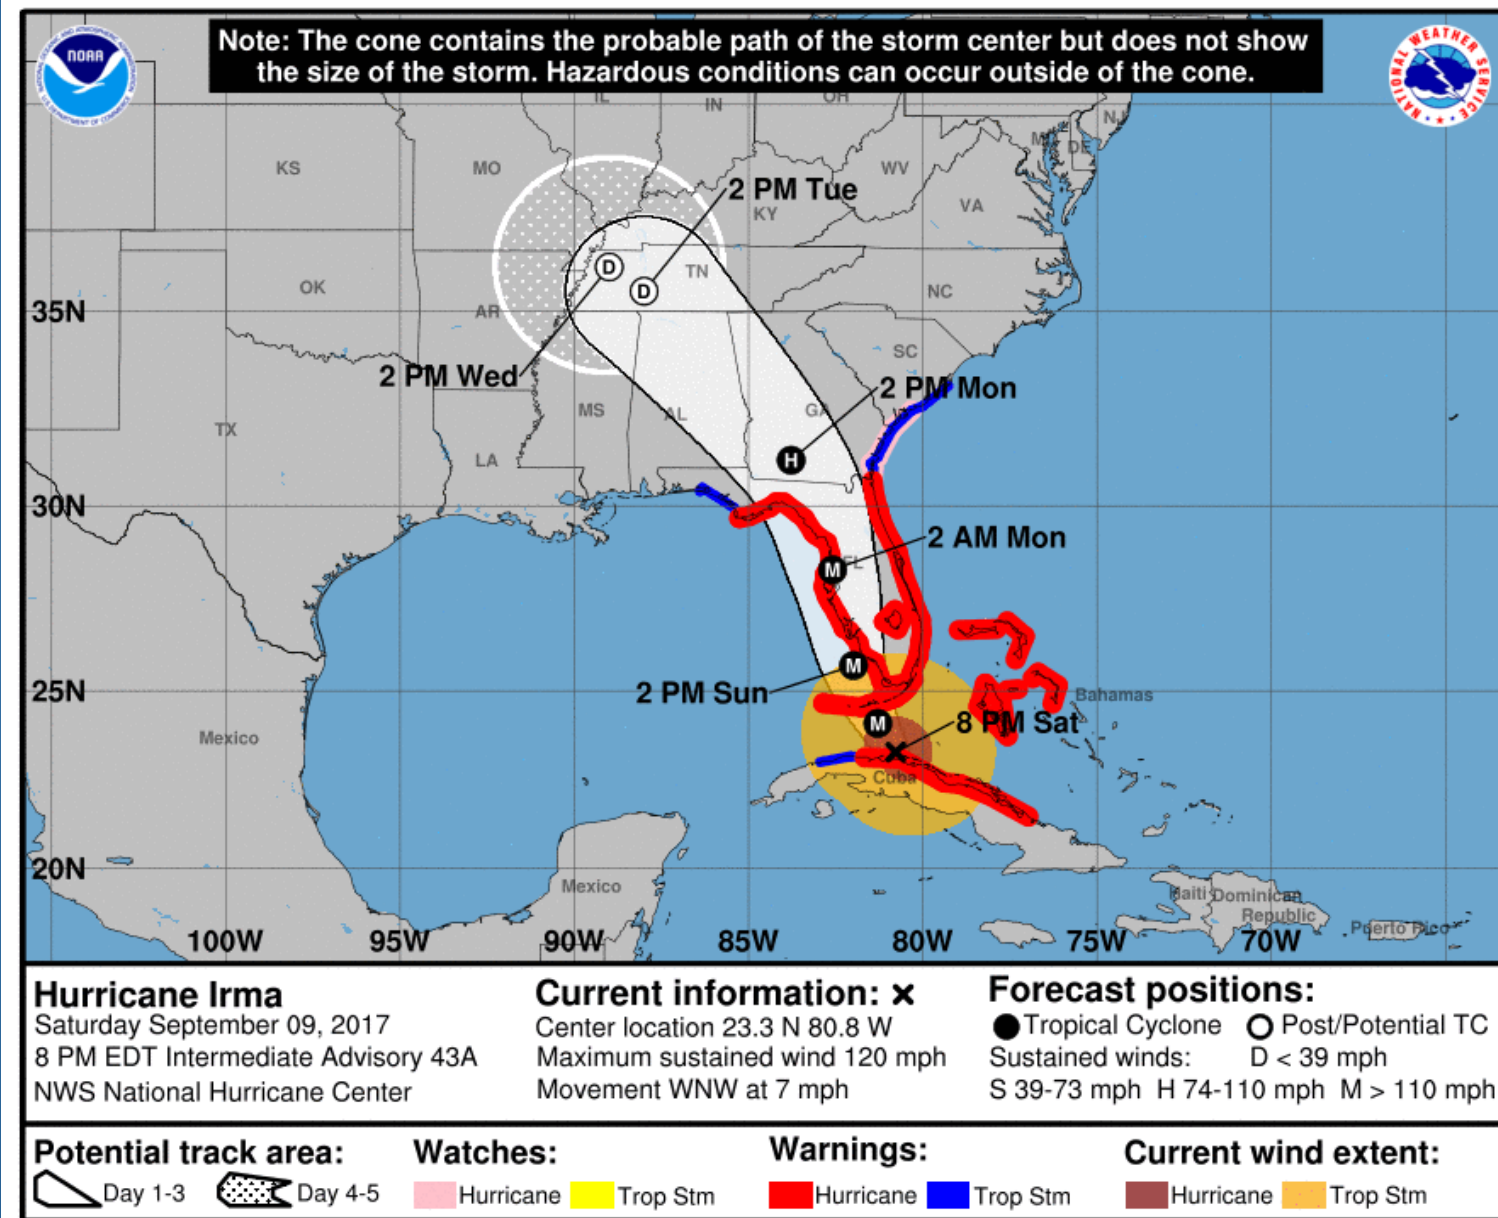 Note: The cone contains the probable path of the storm center but does not show
the size of the storm. Hazardous conditions can occur outside of the cone.
NOAA
NATIONAL WEATHER SERVICE
IL
IN
OH
NJ
DE
KS
MO
WV
2 PM Tue
KY
VA
D
TN
D
OK
NC
AR
35N
SC
2 PM Wed
2 PM Mon
MS
AL
GA
TX
LA
H
30N
2 AM Mon
M
FL
M
25N
2 PM Sun
Bahamas
M
8 PM Sat
Mexico
Cuba
20N
Mexico
Haiti
Dominican
Republic
Puerto Rico
100W
95W
90W
85W
80W
75W
70W
Hurricane Irma
Saturday September 09, 2017
8 PM EDT Intermediate Advisory 43A
NWS National Hurricane Center
Current information: ×
Center location 23.3 N 80.8 W
Maximum sustained wind 120 mph
Movement WNW at 7 mph
Forecast positions:
Tropical Cyclone
Post/Potential TC
Sustained winds: D < 39 mph
S 39-73 mph H 74-110 mph M > 110 mph
Potential track area:
Day 1-3
Day 4-5
Watches:
Hurricane
Trop Stm
Warnings:
Hurricane
Trop Stm
Current wind extent:
Hurricane
Trop Stm